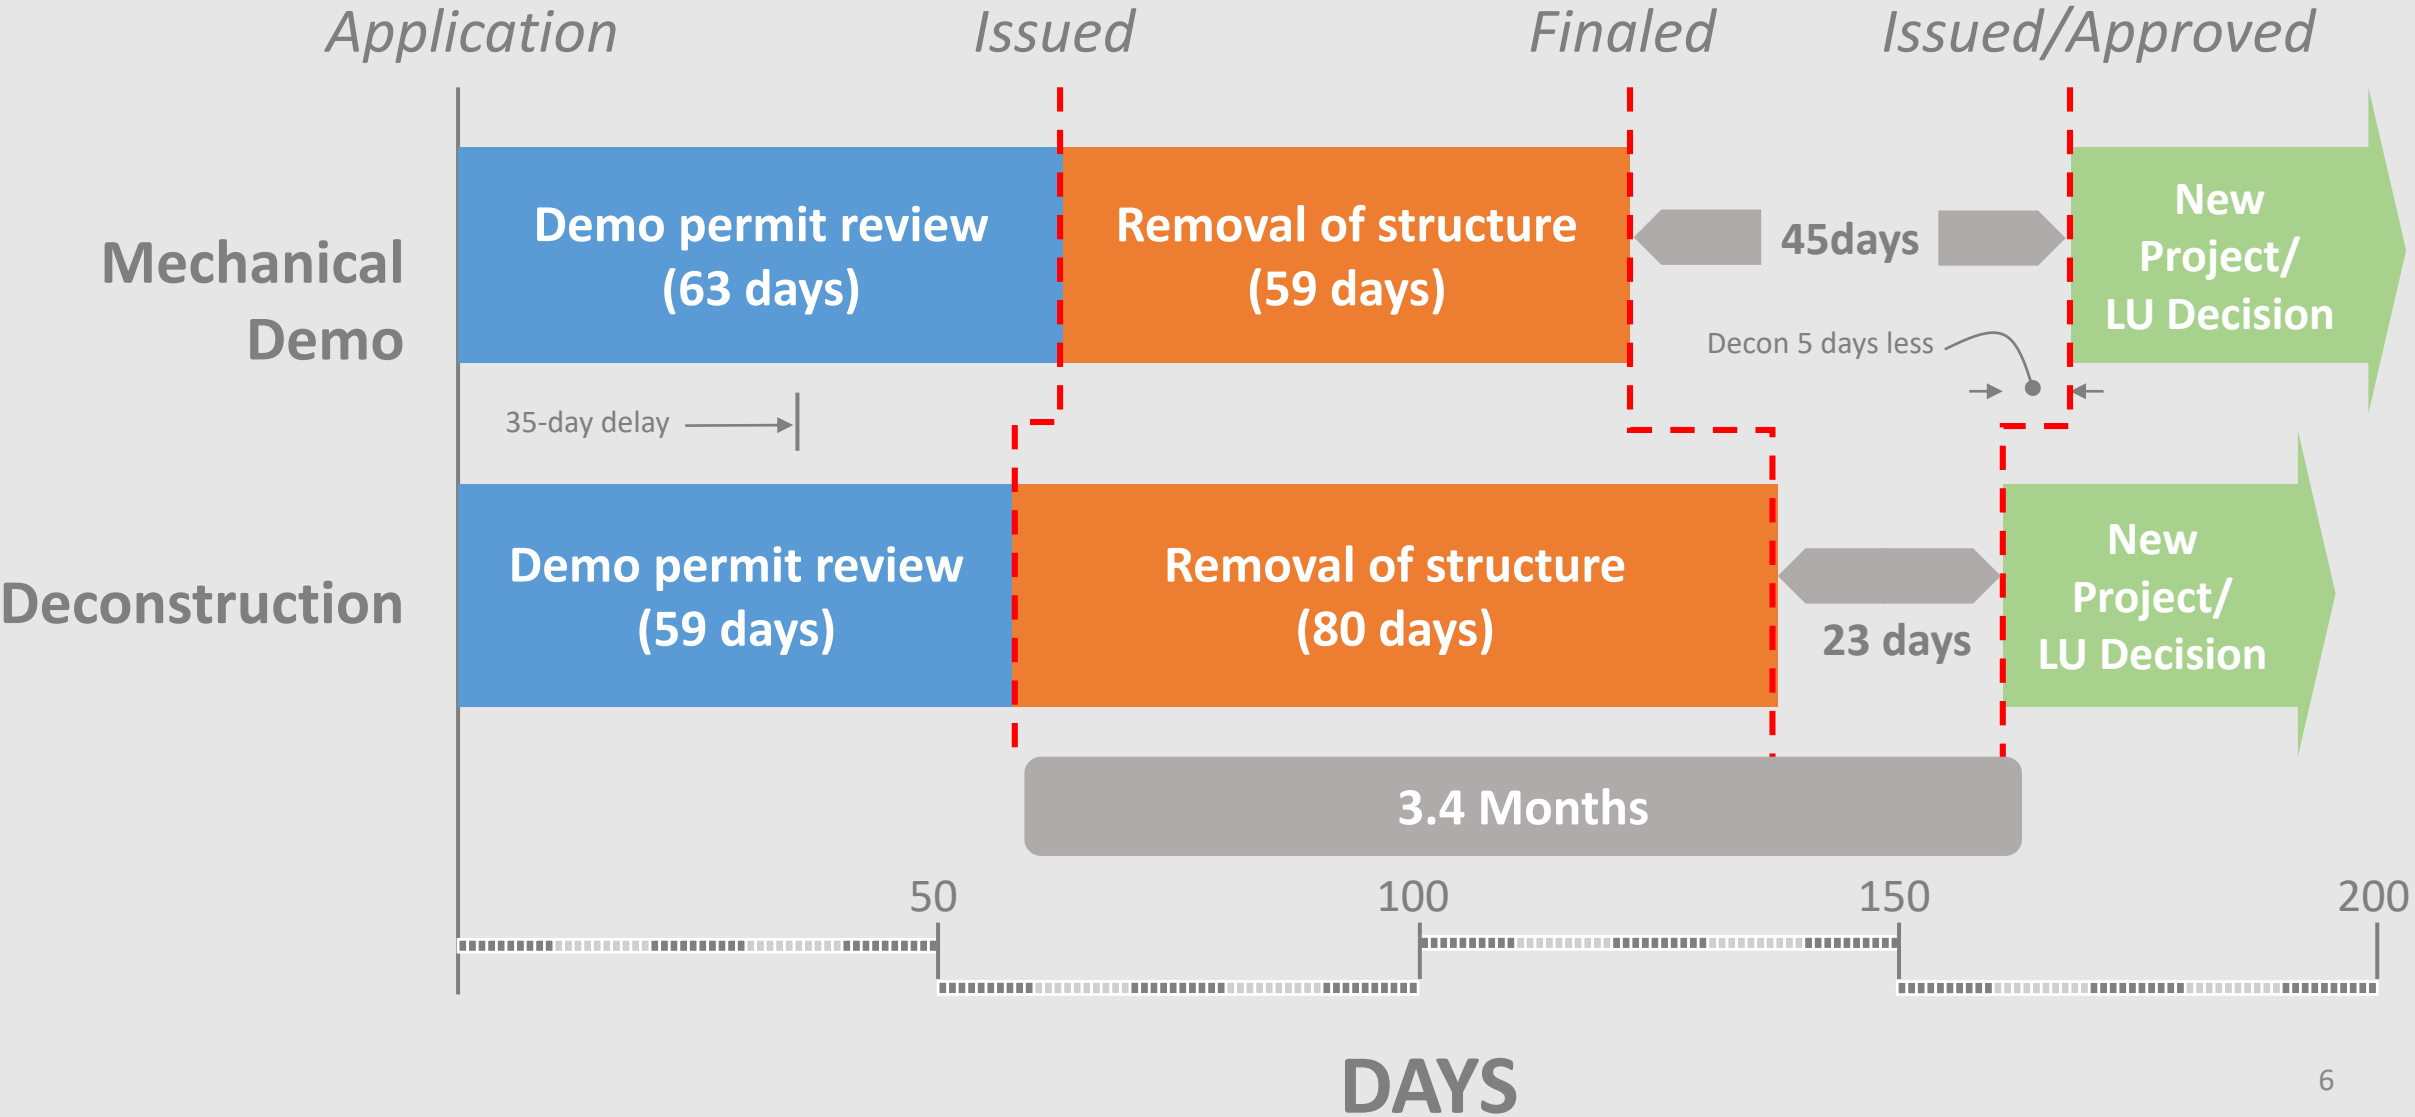 Application
Issued
Finaled
Issued/Approved
Mechanical
Demo
Demo permit review
(63 days)
Removal of structure
(59 days)
45days
New
Project/
LU Decision
Decon 5 days less
35-day delay
Deconstruction
Demo permit review
(59 days)
Removal of structure
(80 days)
23 days
New
Project/
LU Decision
3.4 Months
50
100
150
200
DAYS
6